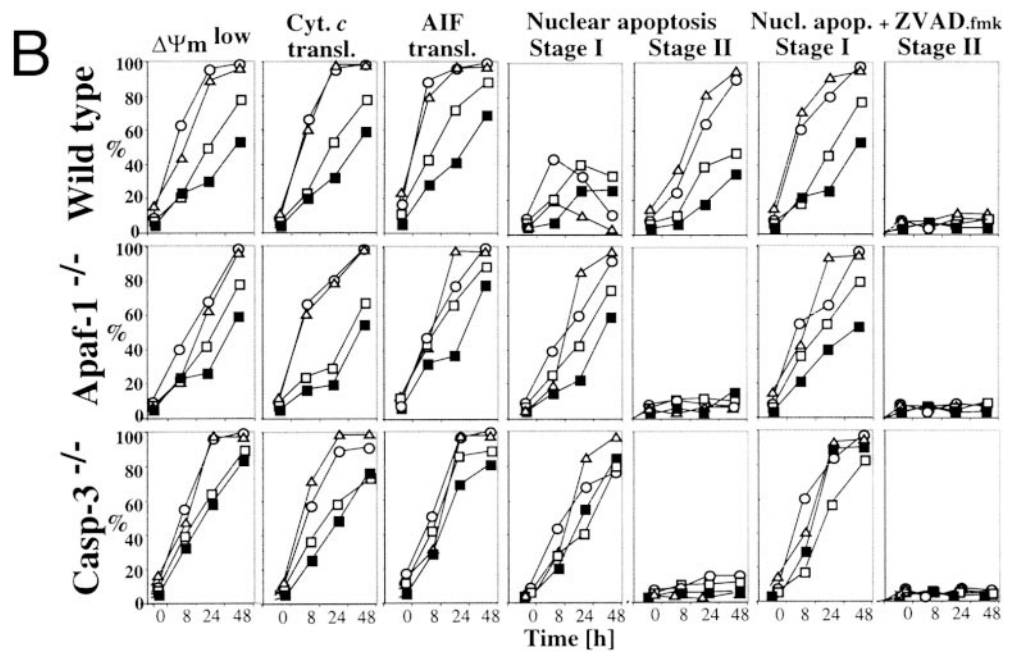 B
ΔΨm low
Cyt. c transl.
AIF transl.
Nuclear apoptosis
Stage I Stage II
Nucl. apop. + ZVAD.fmk
Stage I Stage II
Wild type
%
100
80
60
40
20
0
Apaf-1 -/-
%
100
80
60
40
20
0
Casp-3 -/-
%
100
80
60
40
20
0
0 8 24 48 0 8 24 48 0 8 24 48 0 8 24 48 0 8 24 48 0 8 24 48 0 8 24 48
Time [h]